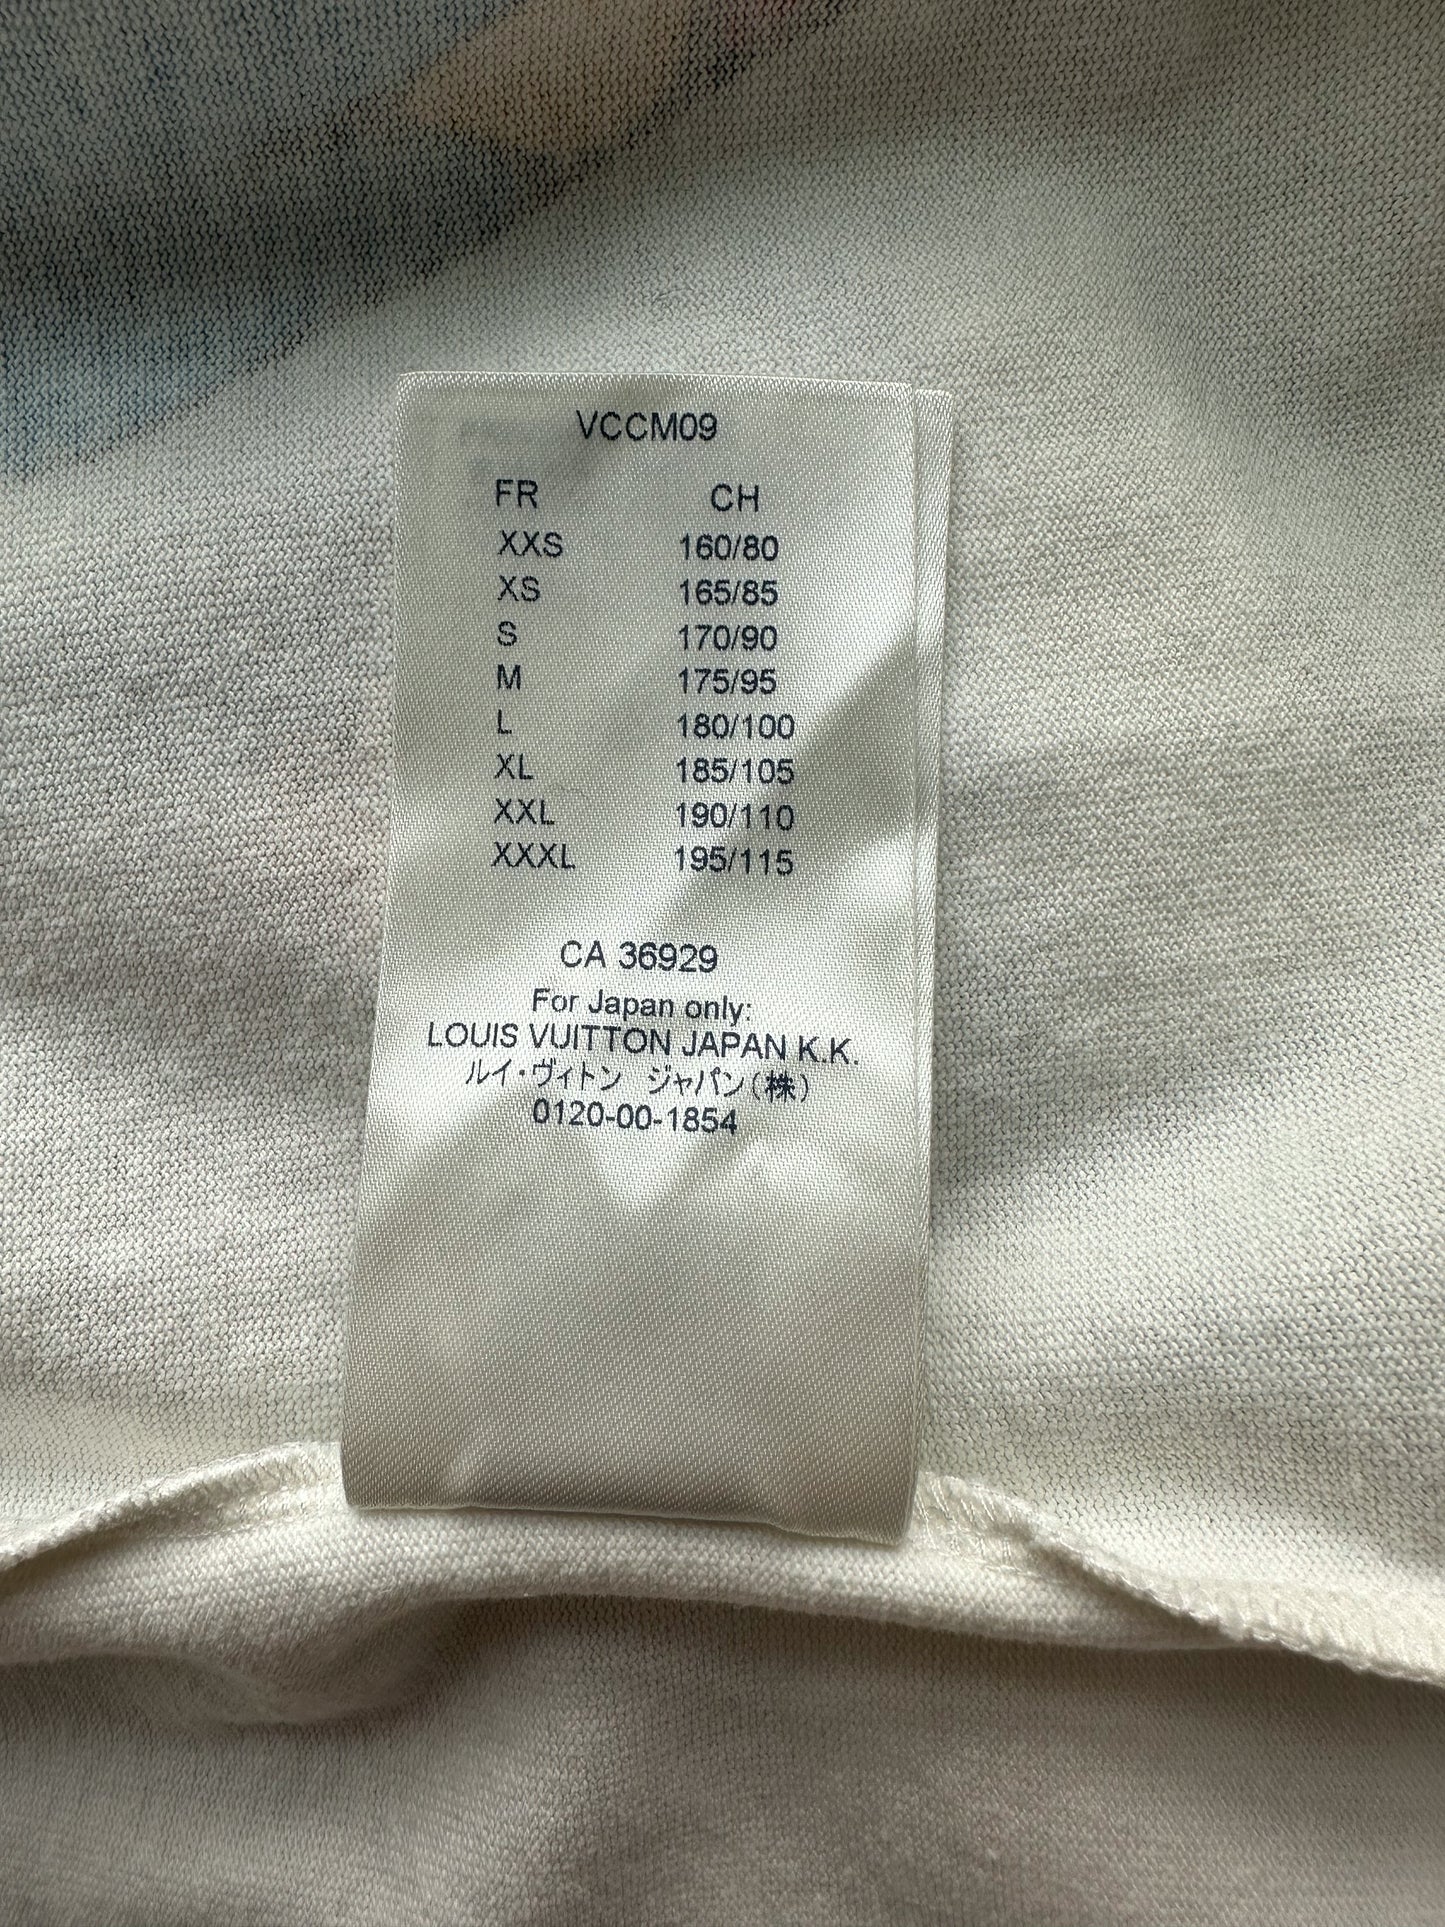 VCCM09
FR CH
XXS 160/80
XS 165/85
S 170/90
M 175/95
L 180/100
XL 185/105
XXL 190/110
XXXL 195/115
CA 36929
For Japan only:
LOUIS VUITTON JAPAN K.K.
ルイ・ヴィトン ジャパン(株)
0120-00-1854